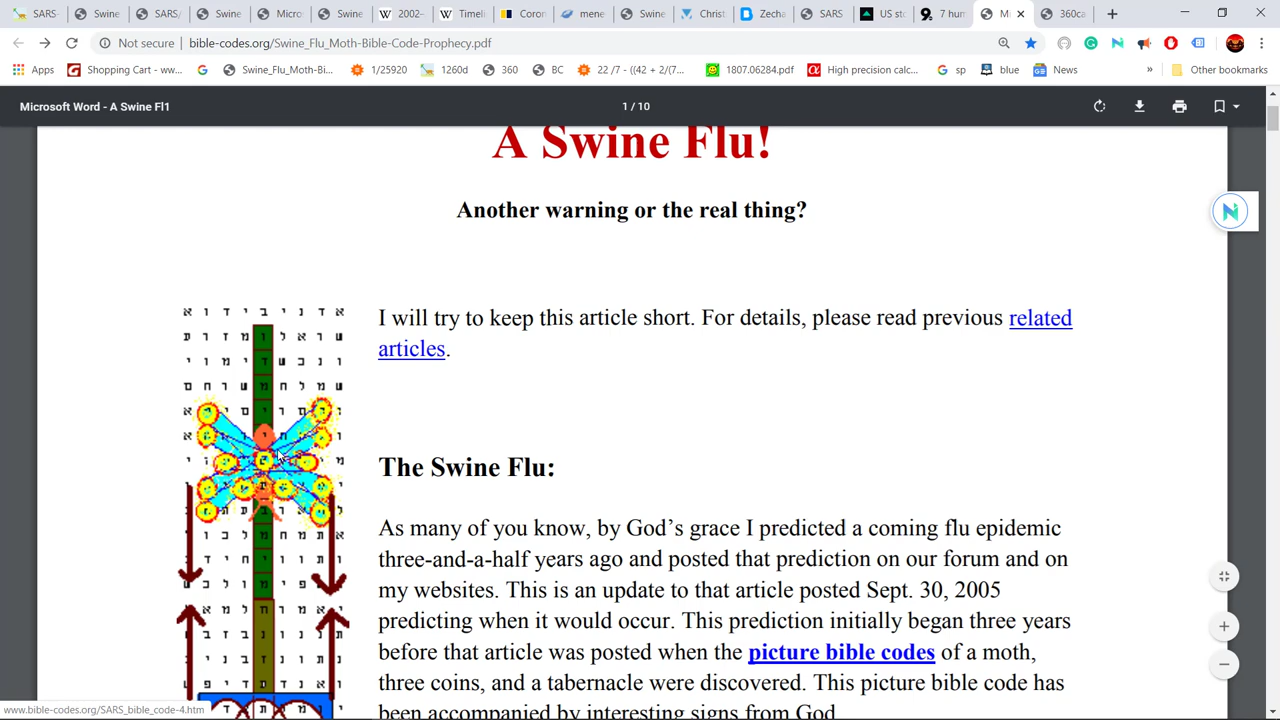 SARS-
Swine
SARS/
Swine
Micro
Swine
2002-
Timeli
Coron
mene
Swine
Christ
Zecha
SARS
US sto
7 hum
Mi
360ca
Not secure
bible-codes.org/Swine_Flu_Moth-Bible-Code-Prophecy.pdf
Apps
Shopping Cart - ww...
Swine_Flu_Moth-Bi...
1/25920
12600
360
BC
22 /7 - ((42 + 2/(7...
1807.06284.pdf
High precision calc...
sp
blue
News
»
Other bookmarks
Microsoft Word - A Swine Fl1
1 / 10
A Swine Flu!
Another warning or the real thing?
I will try to keep this article short. For details, please read previous related
articles.
The Swine Flu:
As many of you know, by God's grace I predicted a coming flu epidemic
three-and-a-half years ago and posted that prediction on our forum and on
my websites. This is an update to that article posted Sept. 30, 2005
predicting when it would occur. This prediction initially began three years
before that article was posted when the picture bible codes of a moth,
three coins, and a tabernacle were discovered. This picture bible code has
been accompanied by interesting signs from God
www.bible-codes.org/SARS_bible_code-4.htm